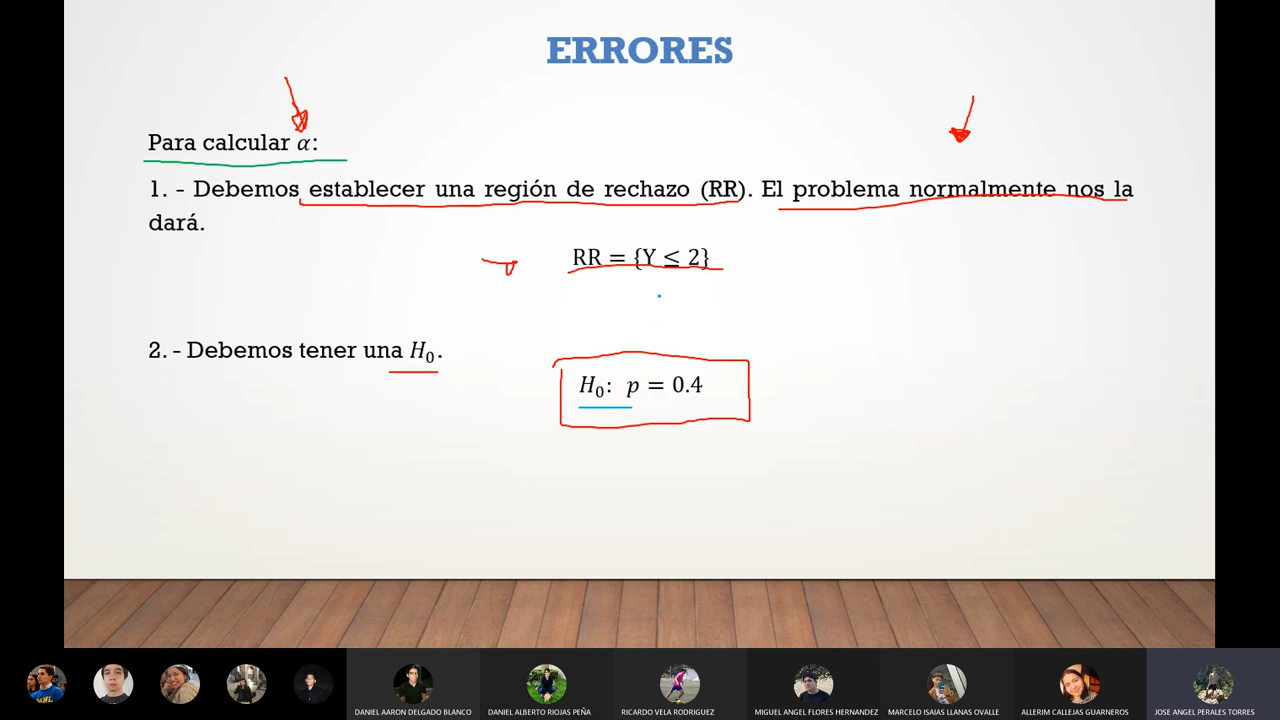 ERRORES
Para calcular α:
1. - Debemos establecer una región de rechazo (RR). El problema normalmente nos la
dará.
RR = {Y ≤ 2}
2. - Debemos tener una H₀.
H₀: p = 0.4
DANIEL AARON DELGADO BLANCO
DANIEL ALBERTO RIOJAS PEÑA
RICARDO VELA RODRIGUEZ
MIGUEL ANGEL FLORES HERNANDEZ
MARCELO ISAIAS LLANAS OVALLE
ALLERIM CALLEJAS GUARNEROS
JOSE ANGEL PERALES TORRES